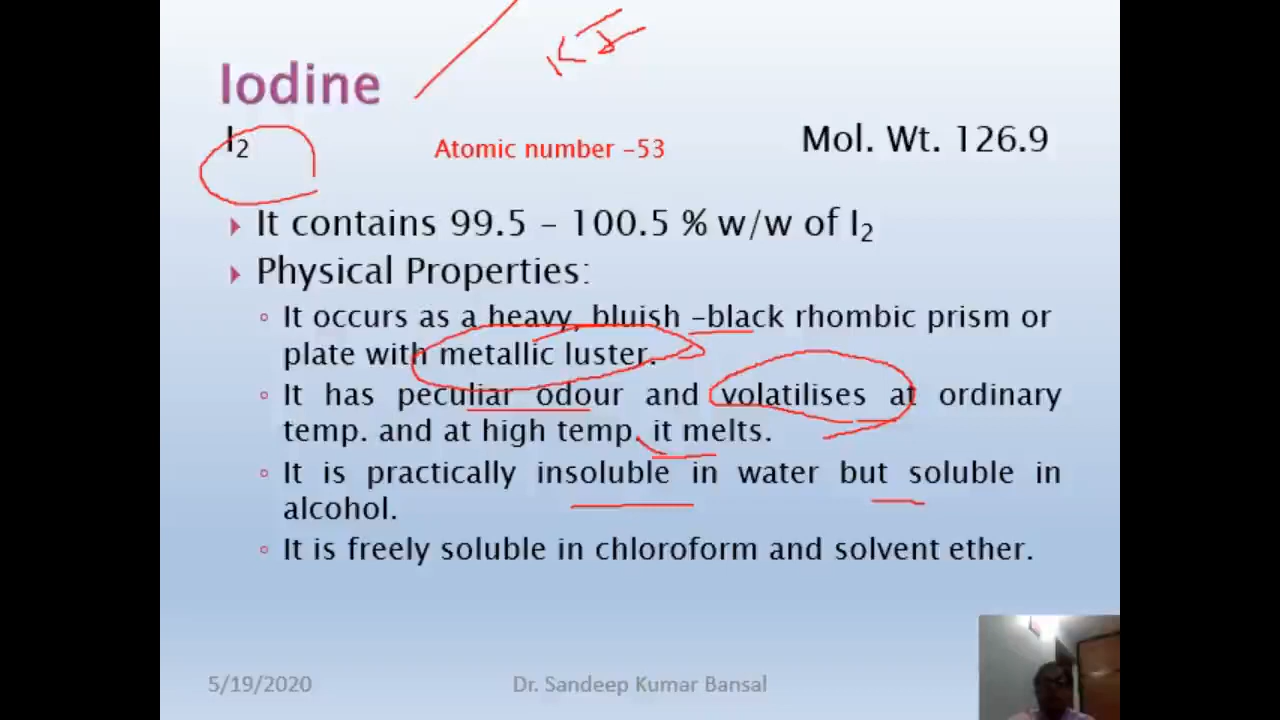 KI
Iodine
I₂ Atomic number -53 Mol. Wt. 126.9
It contains 99.5 - 100.5 % w/w of I₂
Physical Properties:
It occurs as a heavy, bluish -black rhombic prism or
plate with metallic luster.
It has peculiar odour and volatilises at ordinary
temp. and at high temp. it melts.
It is practically insoluble in water but soluble in
alcohol.
It is freely soluble in chloroform and solvent ether.
5/19/2020 Dr. Sandeep Kumar Bansal